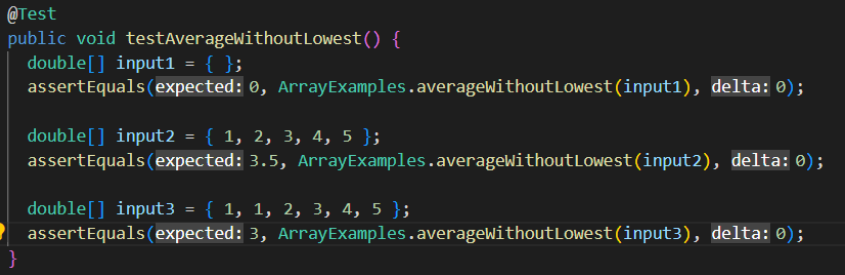 @Test
public void testAverageWithoutLowest() {
double[] input1 = { };
assertEquals(expected: 0, ArrayExamples.averageWithoutLowest(input1), delta: 0);
double[] input2 = { 1, 2, 3, 4, 5 };
assertEquals(expected: 3.5, ArrayExamples.averageWithoutLowest(input2), delta: 0);
double[] input3 = { 1, 1, 2, 3, 4, 5 };
assertEquals(expected: 3, ArrayExamples.averageWithoutLowest(input3), delta: 0);
}